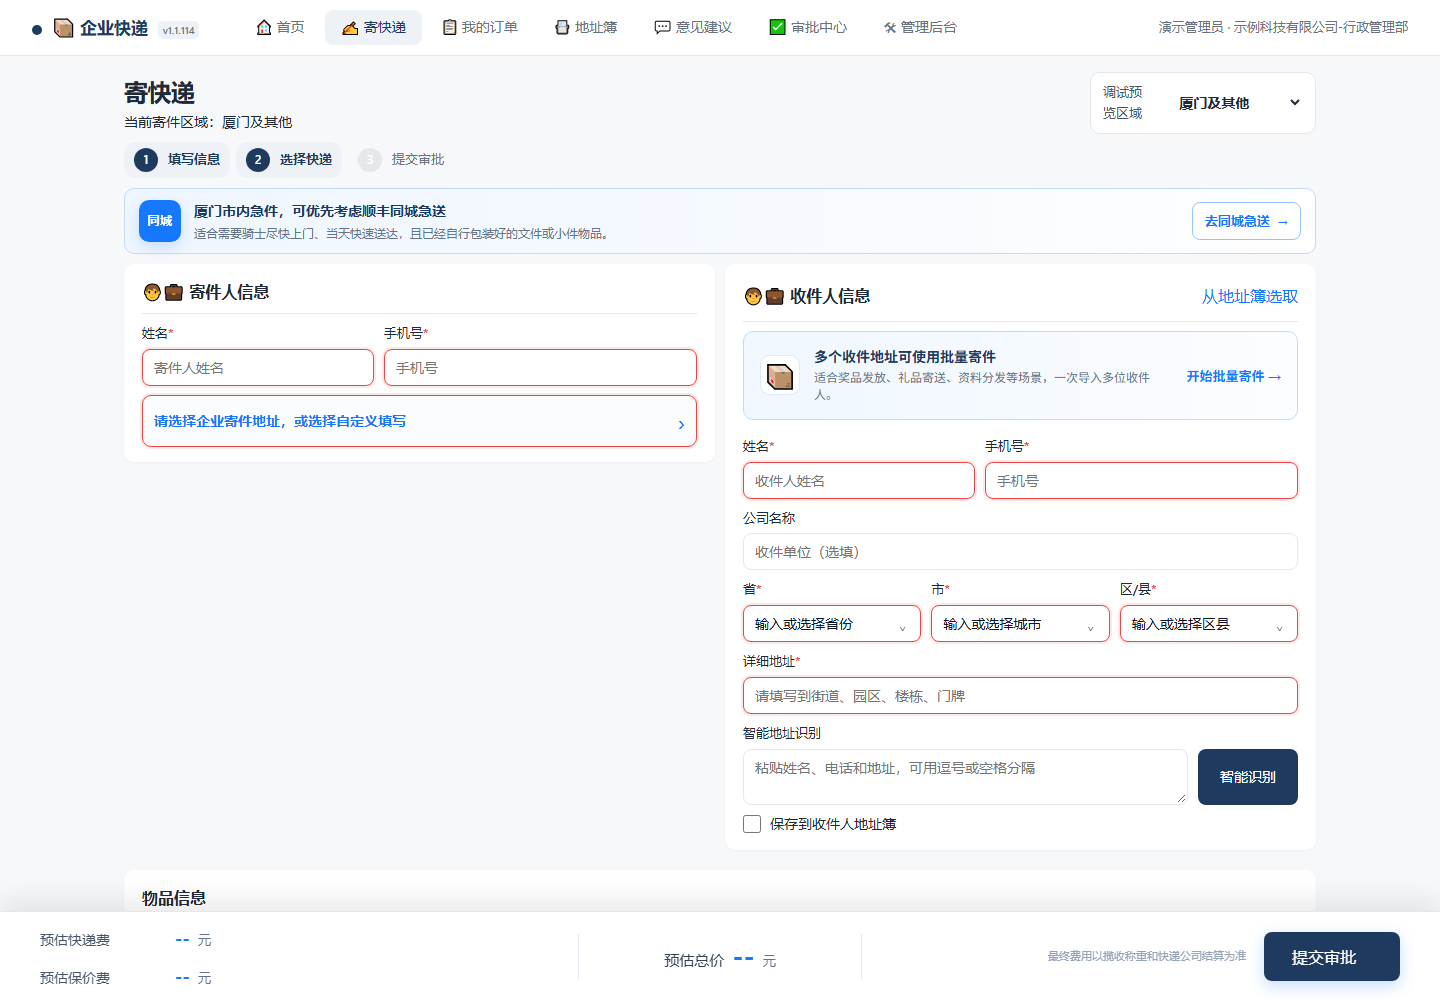 企业快递 v1.1.114 首页 寄快递 我的订单 地址簿 意见建议 审批中心 管理后台 演示管理员 · 示例科技有限公司-行政管理部
寄快递
当前寄件区域：厦门及其他
调试预
览区域
厦门及其他
1 填写信息 2 选择快递 3 提交审批
同城
厦门市内急件，可优先考虑顺丰同城急送
适合需要骑士尽快上门、当天快速送达，且已经自行包装好的文件或小件物品。
去同城急送 →
寄件人信息
姓名* 手机号*
寄件人姓名 手机号
请选择企业寄件地址，或选择自定义填写 ›
收件人信息 从地址簿选取
多个收件地址可使用批量寄件
适合奖品发放、礼品寄送、资料分发等场景，一次导入多位收件
人。
开始批量寄件 →
姓名* 手机号*
收件人姓名 手机号
公司名称
收件单位（选填）
省* 市* 区/县*
输入或选择省份 输入或选择城市 输入或选择区县
详细地址*
请填写到街道、园区、楼栋、门牌
智能地址识别
粘贴姓名、电话和地址，可用逗号或空格分隔
智能识别
保存到收件人地址簿
物品信息
预估快递费 -- 元
预估保价费 -- 元
预估总价 -- 元
最终费用以揽收称重和快递公司结算为准
提交审批